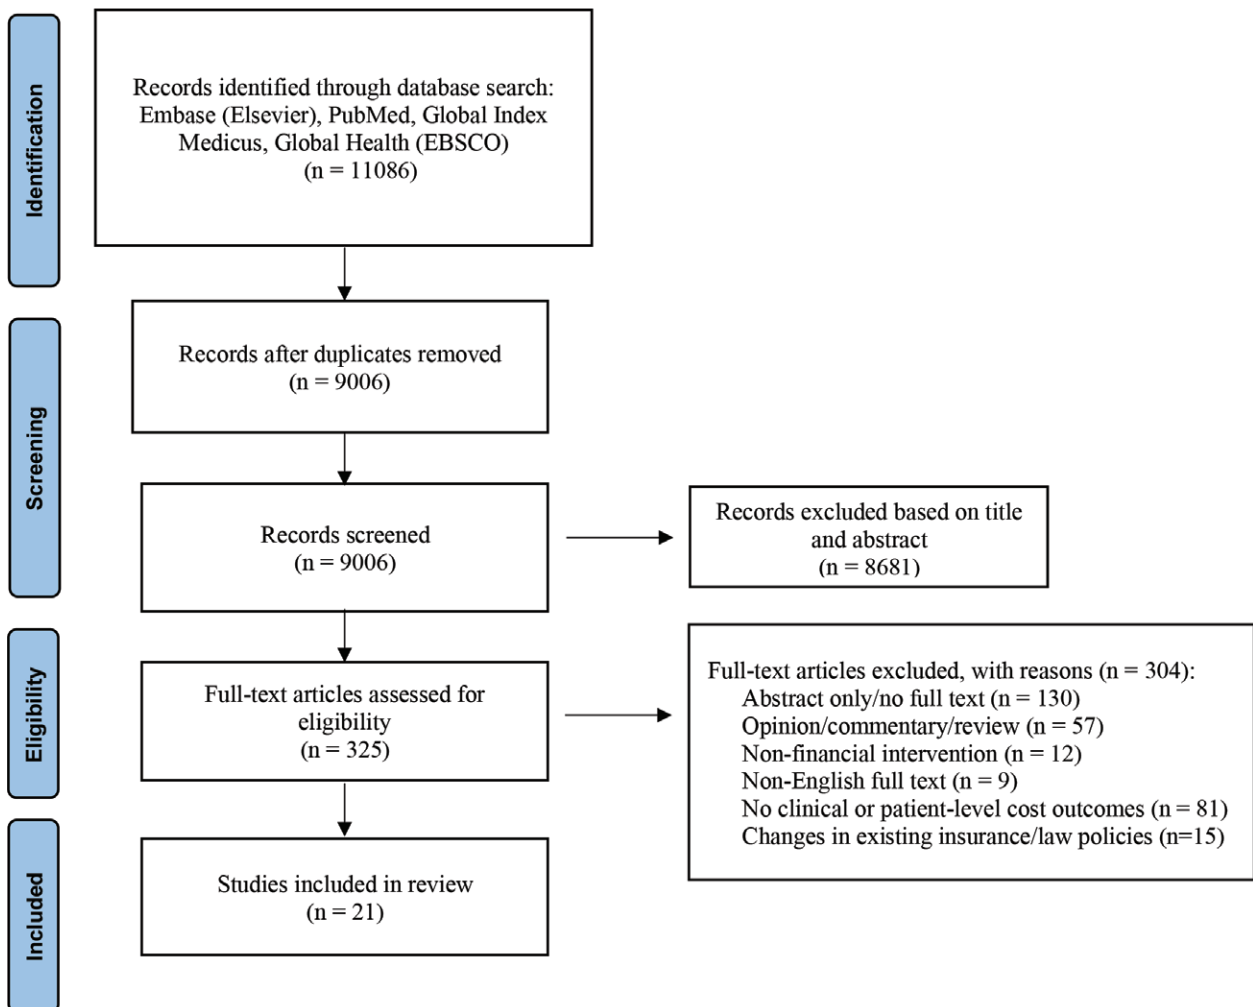 Identification
Records identified through database search:
Embase (Elsevier), PubMed, Global Index
Medicus, Global Health (EBSCO)
(n = 11086)
Screening
Records after duplicates removed
(n = 9006)
Records screened
(n = 9006)
Records excluded based on title
and abstract
(n = 8681)
Eligibility
Full-text articles assessed for
eligibility
(n = 325)
Full-text articles excluded, with reasons (n = 304):
Abstract only/no full text (n = 130)
Opinion/commentary/review (n = 57)
Non-financial intervention (n = 12)
Non-English full text (n = 9)
No clinical or patient-level cost outcomes (n = 81)
Changes in existing insurance/law policies (n=15)
Included
Studies included in review
(n = 21)